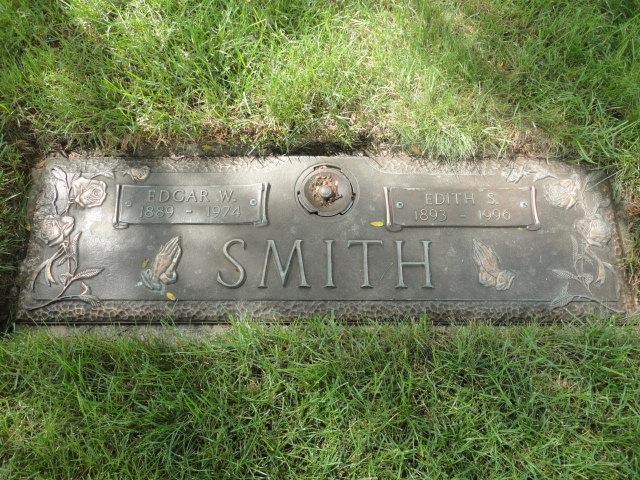 EDGAR W.
1889 - 1974
EDITH S.
1893 - 1996
SMITH